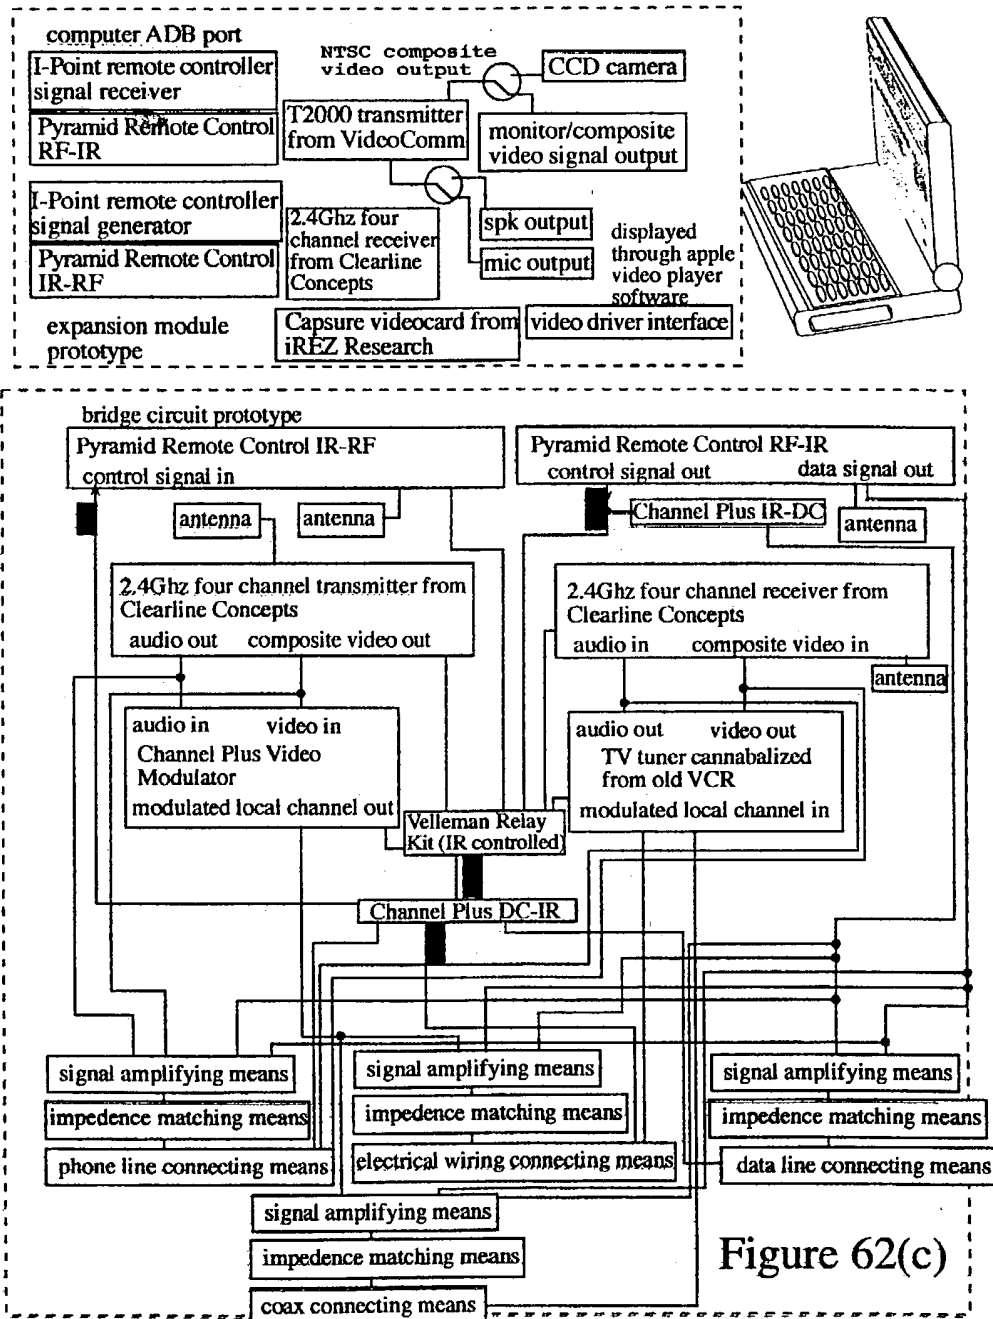 computer ADB port
I-Point remote controller
signal receiver
Pyramid Remote Control
RF-IR
I-Point remote controller
signal generator
Pyramid Remote Control
IR-RF
expansion module
prototype
NTSC composite
video output
CCD camera
T2000 transmitter
from VideoComm
monitor/composite
video signal output
2.4Ghz four
channel receiver
from Clearline
Concepts
spk output
mic output
displayed
through apple
video player
software
Capsure videocard from
iREZ Research
video driver interface
bridge circuit prototype
Pyramid Remote Control IR-RF
control signal in
Pyramid Remote Control RF-IR
control signal out
data signal out
antenna
antenna
Channel Plus IR-DC
antenna
2.4Ghz four channel transmitter from
Clearline Concepts
audio out composite video out
2.4Ghz four channel receiver from
Clearline Concepts
audio in composite video in
antenna
audio in video in
Channel Plus Video
Modulator
modulated local channel out
audio out video out
TV tuner cannabalized
from old VCR
modulated local channel in
Velleman Relay
Kit (IR controlled)
Channel Plus DC-IR
signal amplifying means
impedence matching means
phone line connecting means
signal amplifying means
impedence matching means
electrical wiring connecting means
signal amplifying means
impedence matching means
data line connecting means
signal amplifying means
impedence matching means
coax connecting means
Figure 62(c)